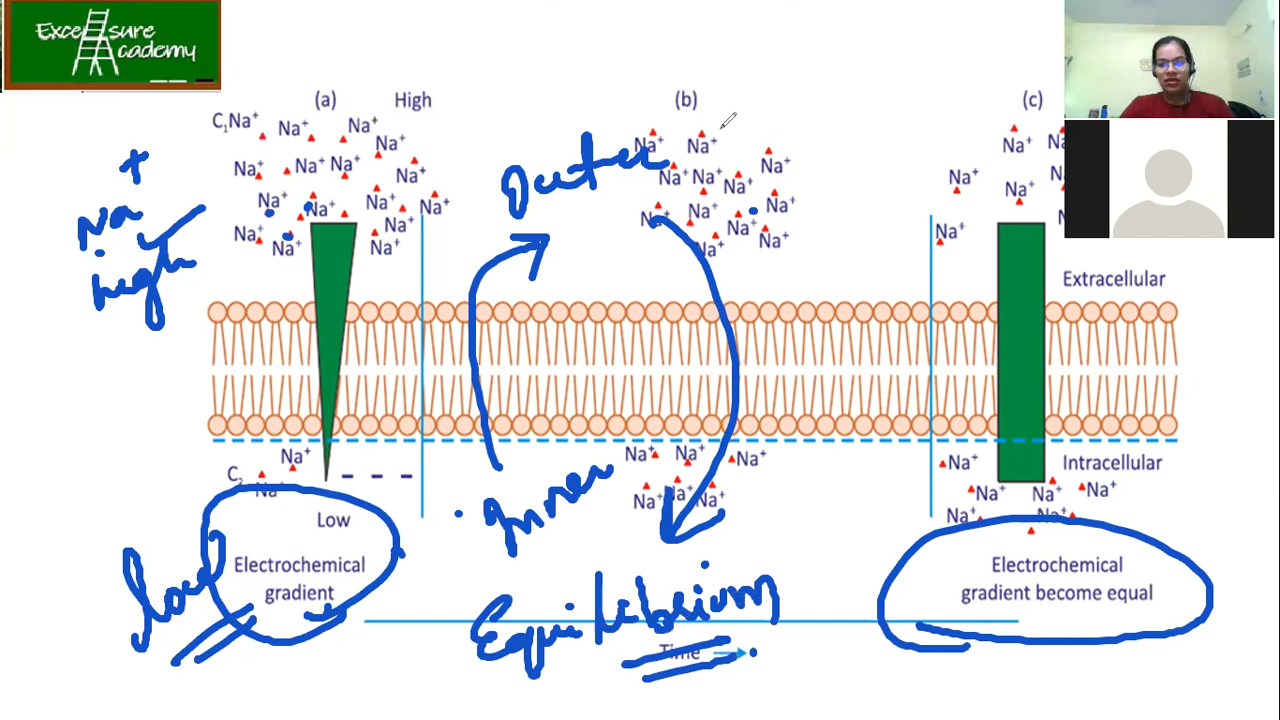 Excel sure
Academy
(a) High (b) (c)
C₁Na⁺ Na⁺ Na⁺ Na⁺ Na⁺ Na⁺ Na⁺ Na⁺
Na⁺ Na⁺ Na⁺ Na⁺ Na⁺ Na⁺ Na⁺ Na⁺ Na⁺ Na⁺ Na⁺
Na⁺ Na⁺ Na⁺ Na⁺ Na⁺ Na⁺ Na⁺ Na⁺
Na⁺ Na⁺ Na⁺ Na⁺ Na⁺ Na⁺ Na⁺ Na⁺ Na⁺
Na⁺
high
Outer
Extracellular
C₂ Na⁺ Na⁺ Na⁺ Na⁺ Na⁺ Na⁺ Intracellular
Na⁺ Na⁺ Na⁺ Na⁺ Na⁺ Na⁺ Na⁺
Na⁺ Na⁺
Inner
Low
low
Electrochemical
gradient
Equilibrium
Electrochemical
gradient become equal
Time